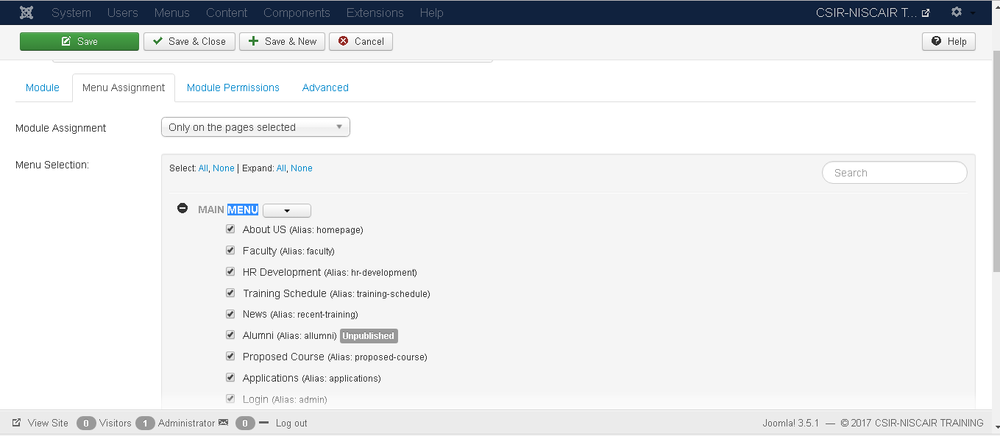 System Users Menus Content Components Extensions Help CSIR-NISCAIR T...
Save Save & Close Save & New Cancel Help
Module Menu Assignment Module Permissions Advanced
Module Assignment Only on the pages selected
Menu Selection: Select: All, None | Expand: All, None Search
MAIN MENU
About US (Alias: homepage)
Faculty (Alias: faculty)
HR Development (Alias: hr-development)
Training Schedule (Alias: training-schedule)
News (Alias: recent-training)
Alumni (Alias: allumni) Unpublished
Proposed Course (Alias: proposed-course)
Applications (Alias: applications)
Login (Alias: admin)
View Site 0 Visitors 1 Administrator 0 Log out Joomla! 3.5.1 — © 2017 CSIR-NISCAIR TRAINING